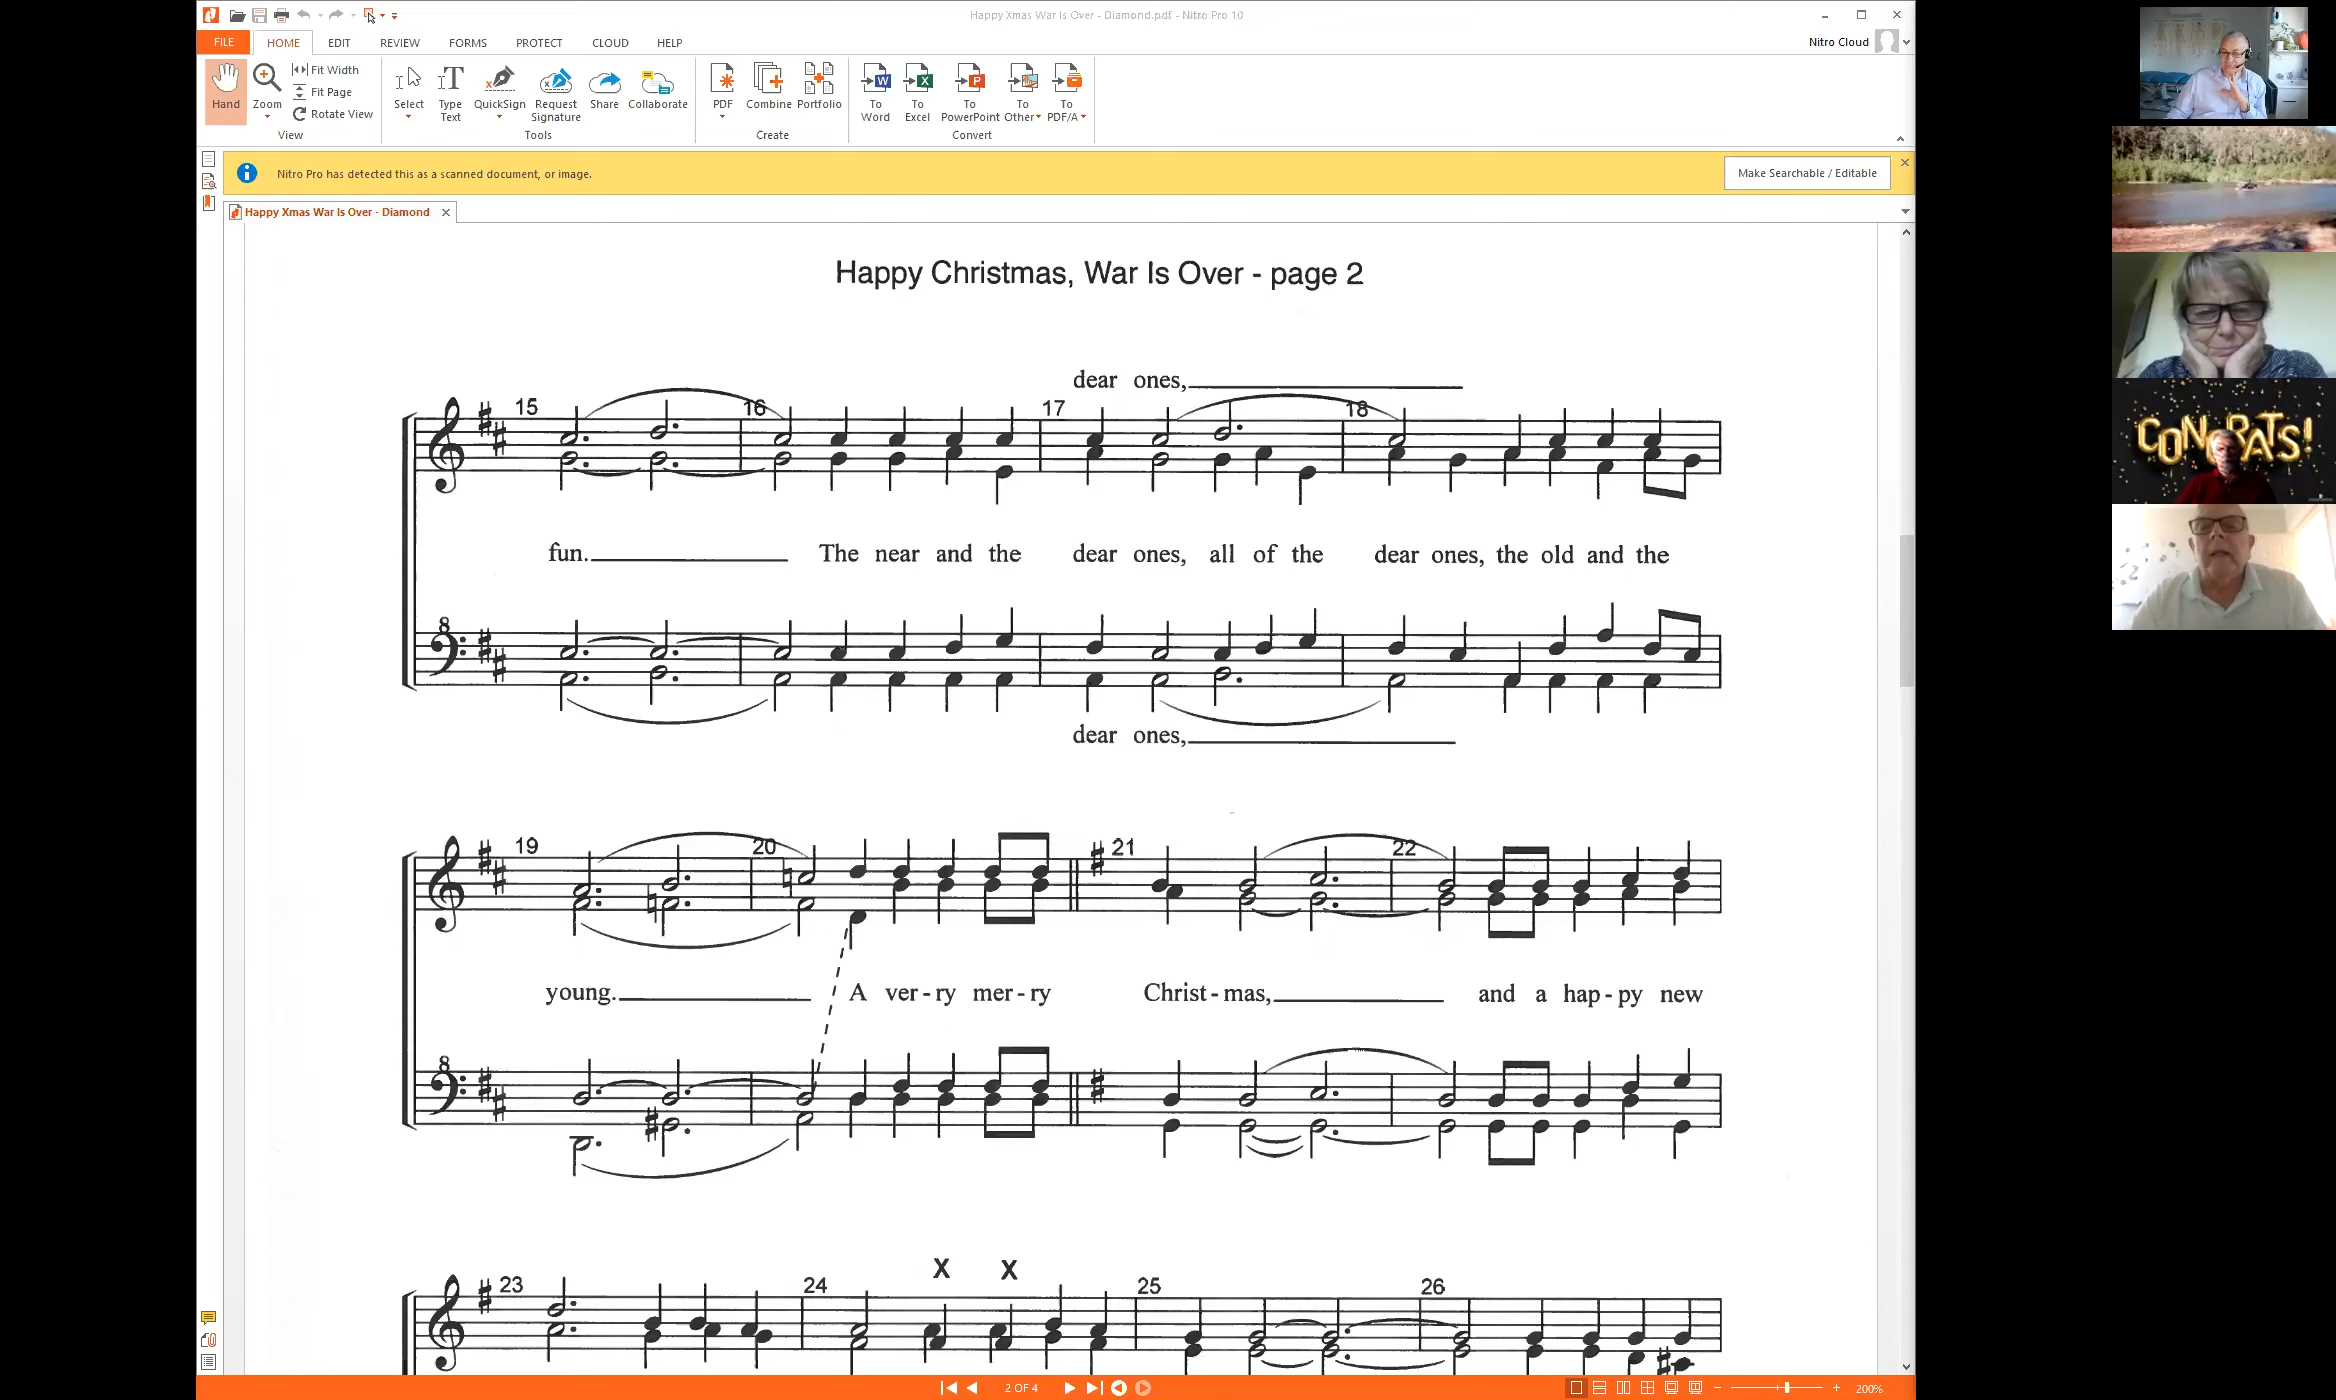 Happy Xmas War Is Over - Diamond.pdf - Nitro Pro 10
FILE HOME EDIT REVIEW FORMS PROTECT CLOUD HELP
Nitro Cloud
Hand
Zoom
Fit Width
Fit Page
Rotate View
View
Select
Type Text
QuickSign
Request Signature
Share
Collaborate
Tools
PDF
Combine
Portfolio
Create
To Word
To Excel
To PowerPoint
To Other
To PDF/A
Convert
Nitro Pro has detected this as a scanned document, or image.
Make Searchable / Editable
Happy Xmas War Is Over - Diamond
Happy Christmas, War Is Over - page 2
dear ones,
15 16 17 18
fun. The near and the dear ones, all of the dear ones, the old and the
8
dear ones,
19 20 21 22
young. A ver - ry mer - ry Christ - mas, and a hap - py new
8
X X
23 24 25 26
2 OF 4
200%
CONGRATS!